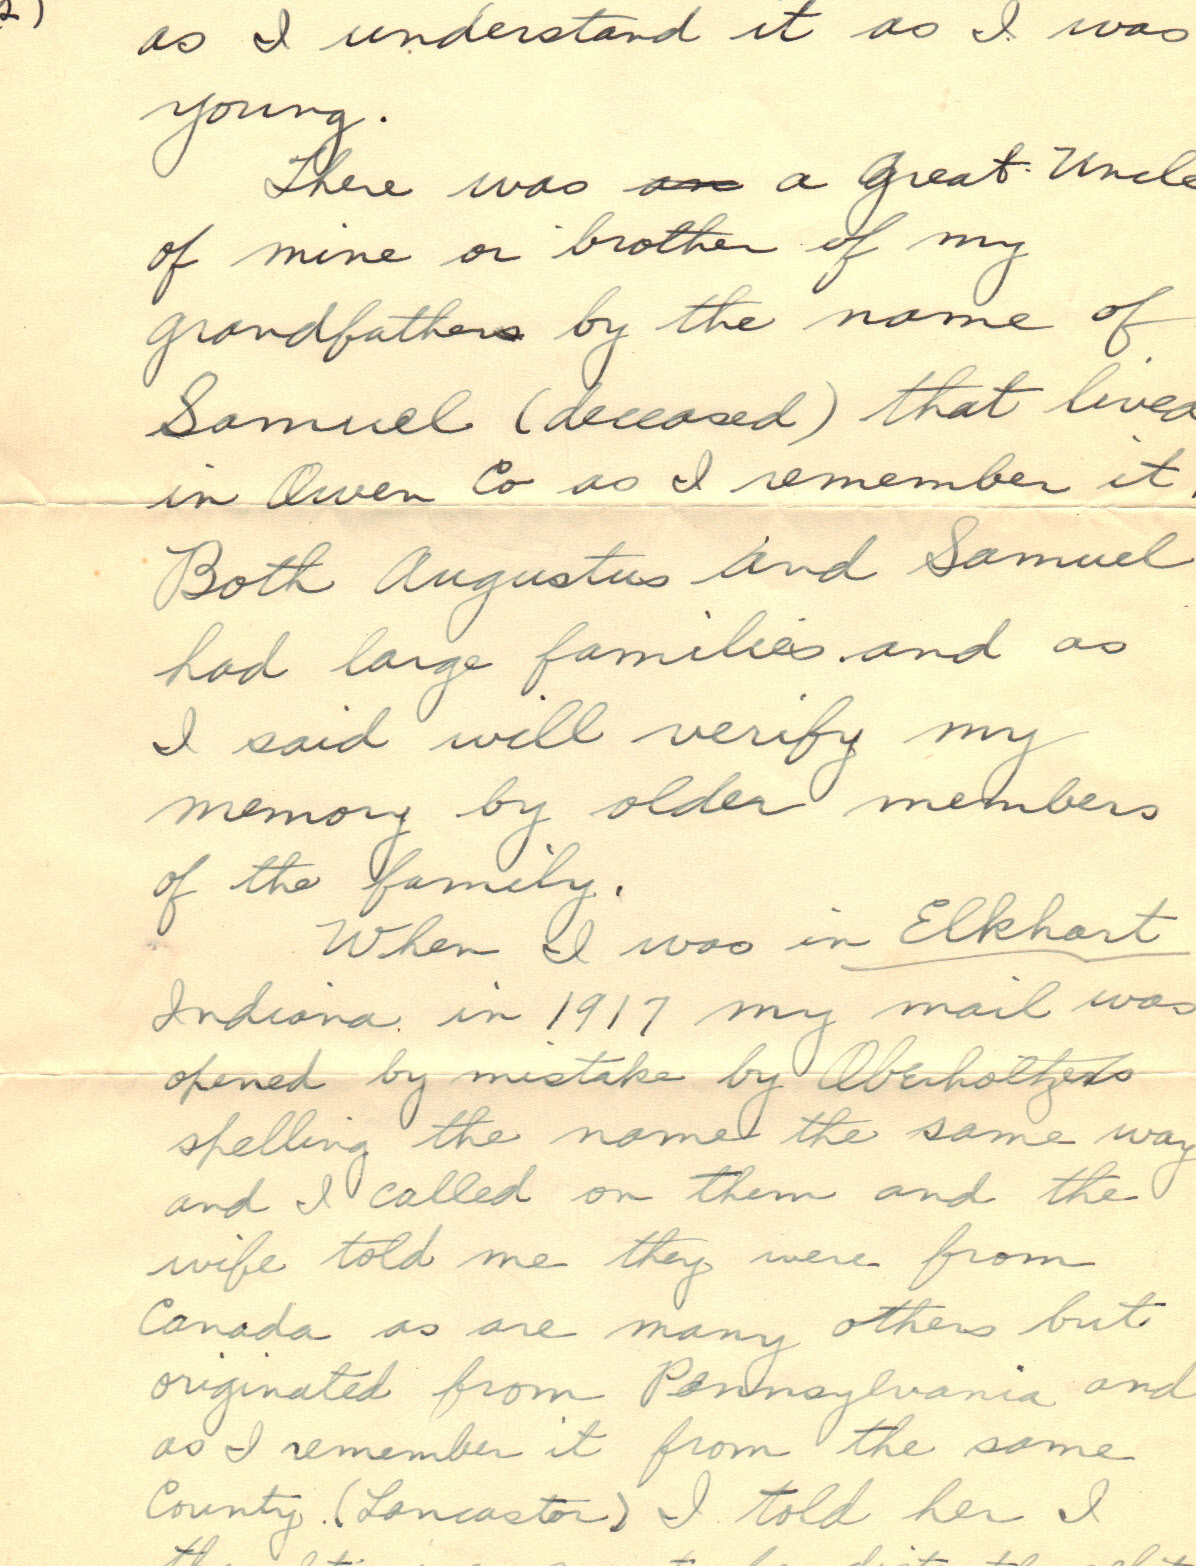 2)
as I understand it as I was
young.
There was an a Great Uncle
of mine or brother of my
grandfathers by the name of
Samuel (deceased) that lived
in Owen Co as I remember it,
Both Augustus and Samuel
had large families and as
I said will verify my
memory by older members
of the family.
When I was in Elkhart
Indiana in 1917 my mail was
opened by mistake by Oberholtzers
spelling the name the same way
and I called on them and the
wife told me they were from
Canada as are many others but
originated from Pennsylvania and
as I remember it from the same
County (Lancaster) I told her I